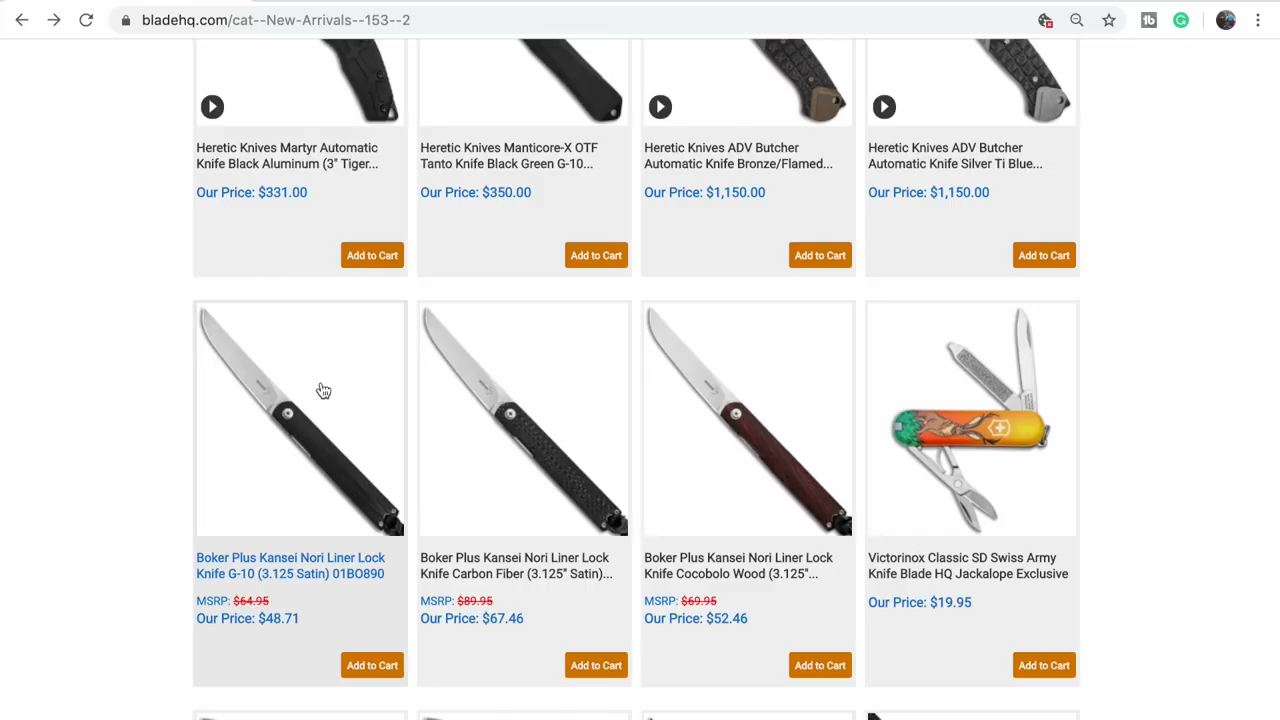 bladehq.com/cat--New-Arrivals--153--2
Heretic Knives Martyr Automatic
Knife Black Aluminum (3" Tiger...
Our Price: $331.00
Add to Cart
Heretic Knives Manticore-X OTF
Tanto Knife Black Green G-10...
Our Price: $350.00
Add to Cart
Heretic Knives ADV Butcher
Automatic Knife Bronze/Flamed...
Our Price: $1,150.00
Add to Cart
Heretic Knives ADV Butcher
Automatic Knife Silver Ti Blue...
Our Price: $1,150.00
Add to Cart
Boker Plus Kansei Nori Liner Lock
Knife G-10 (3.125 Satin) 01BO890
MSRP: $64.95
Our Price: $48.71
Add to Cart
Boker Plus Kansei Nori Liner Lock
Knife Carbon Fiber (3.125" Satin)...
MSRP: $89.95
Our Price: $67.46
Add to Cart
Boker Plus Kansei Nori Liner Lock
Knife Cocobolo Wood (3.125"...
MSRP: $69.95
Our Price: $52.46
Add to Cart
Victorinox Classic SD Swiss Army
Knife Blade HQ Jackalope Exclusive
Our Price: $19.95
Add to Cart